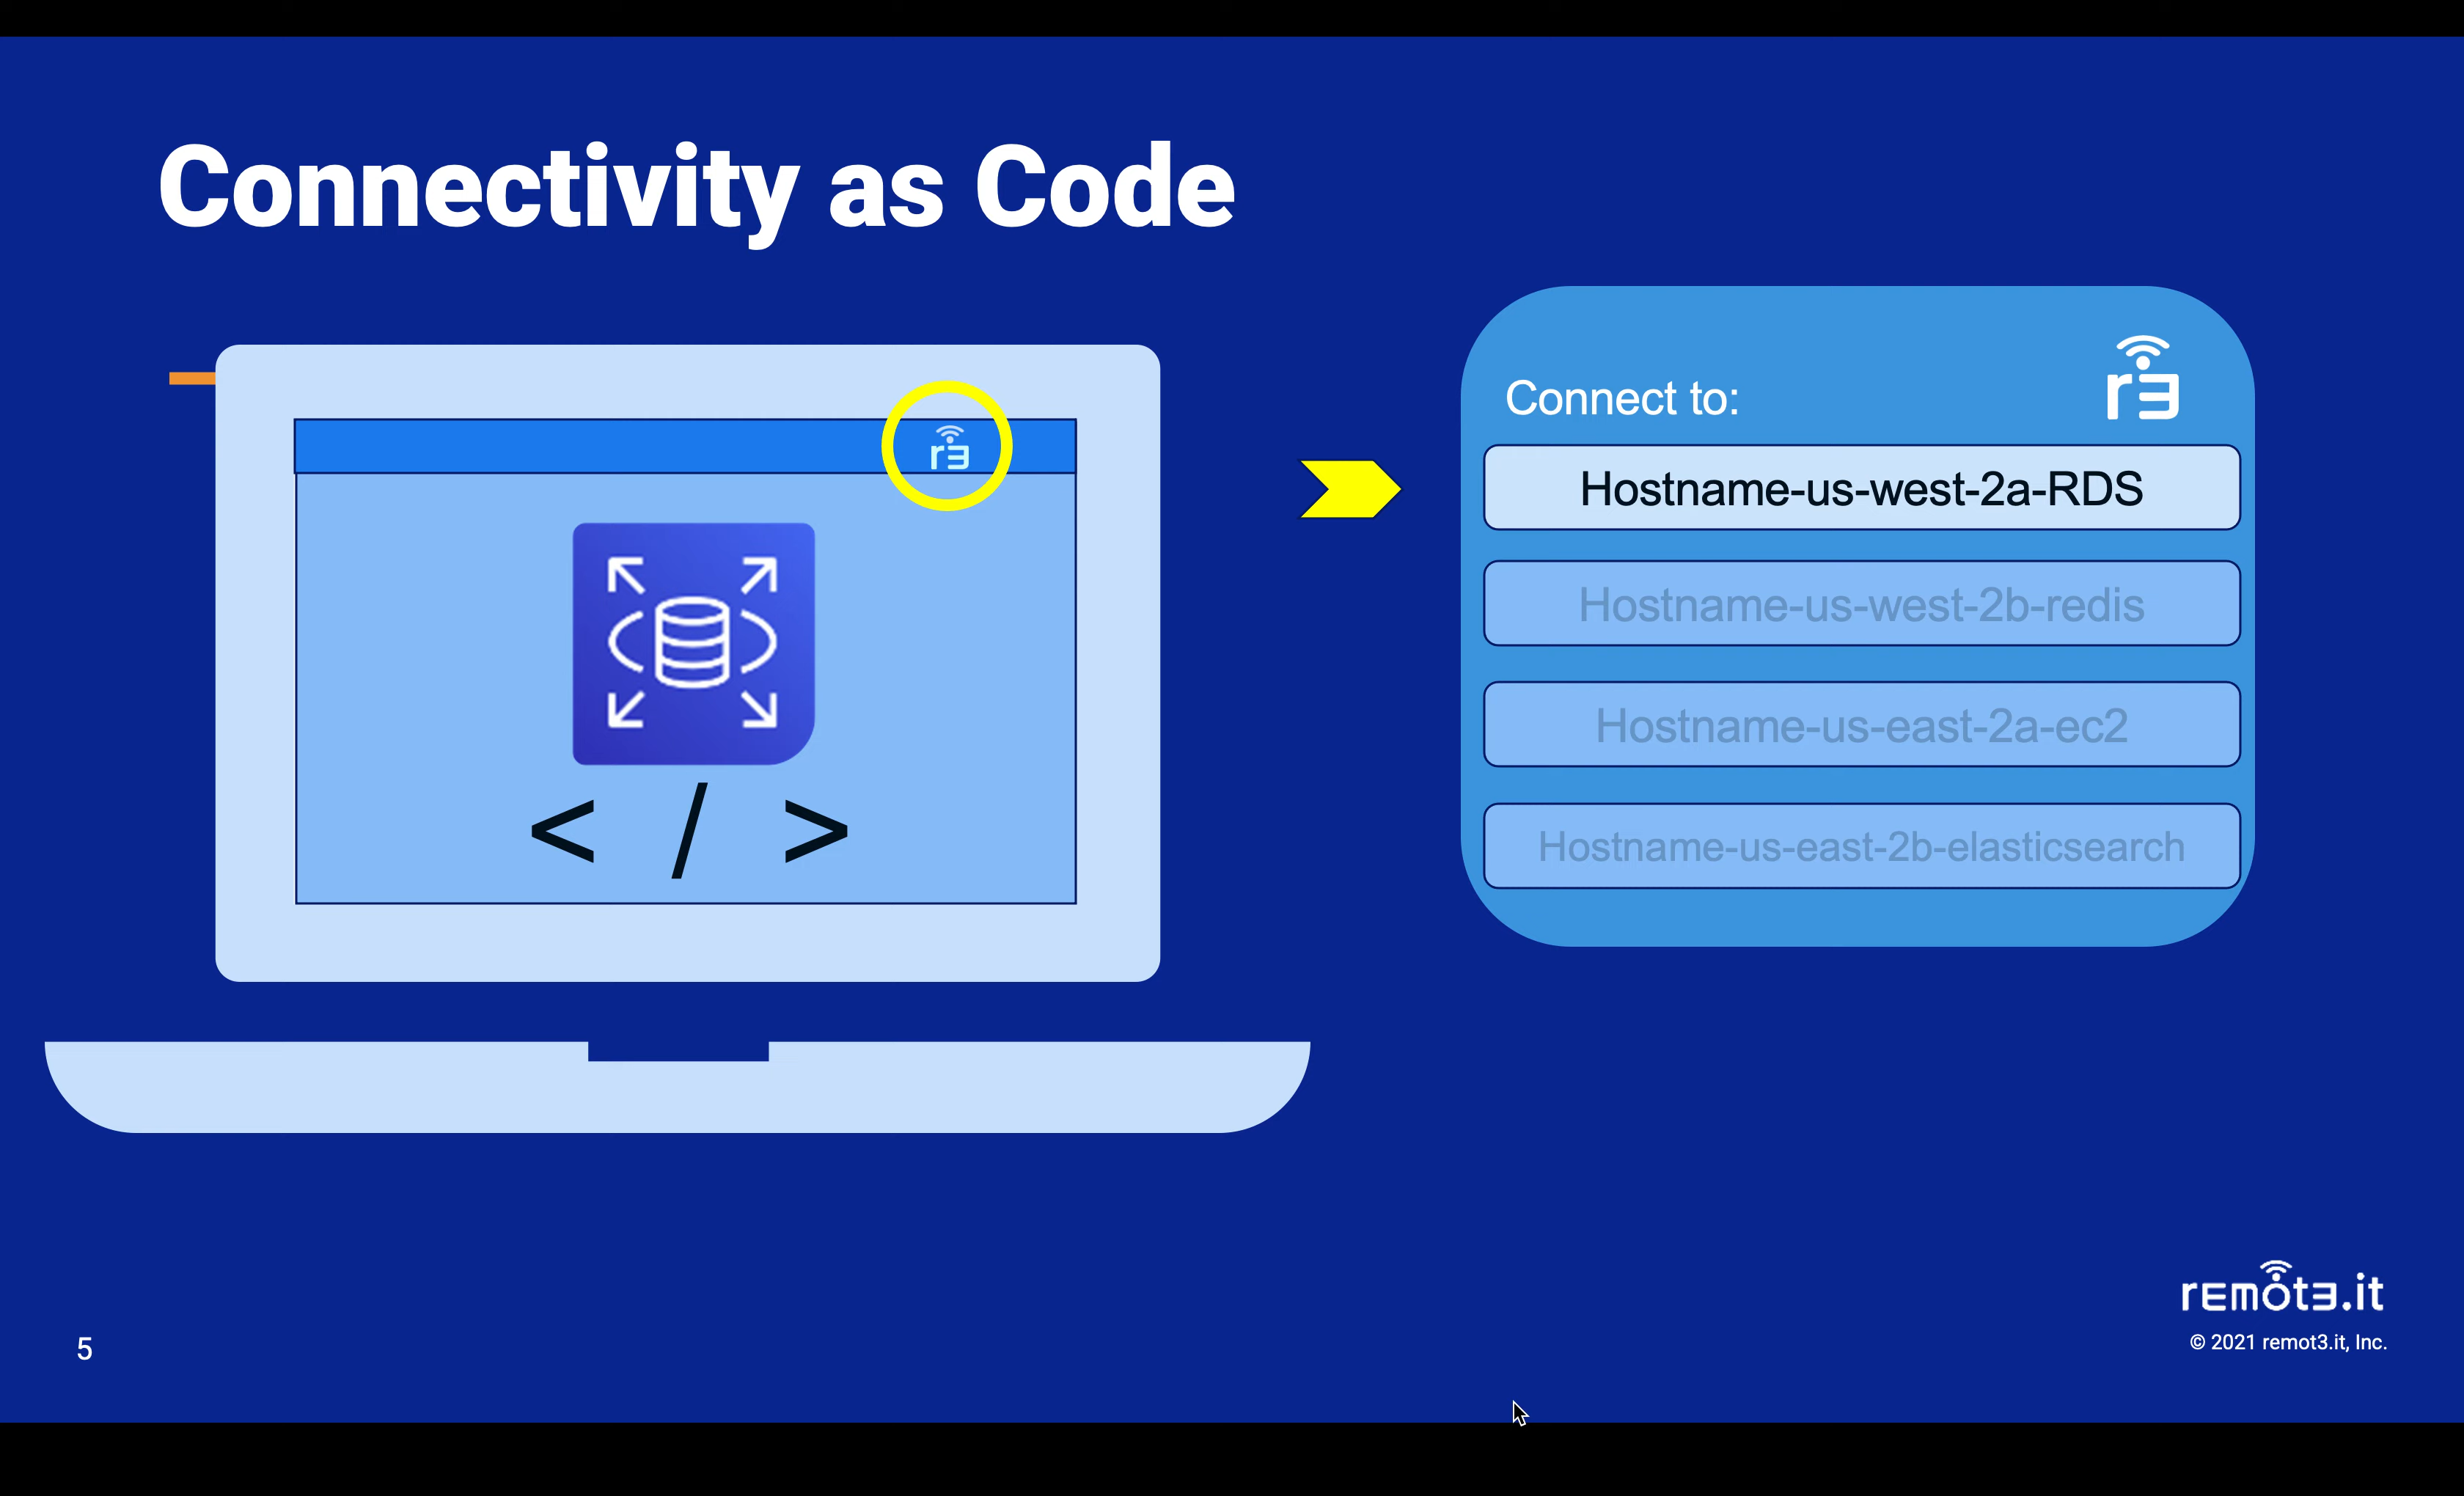 Connectivity as Code
r3
< / >
Connect to:
r3
Hostname-us-west-2a-RDS
Hostname-us-west-2b-redis
Hostname-us-east-2a-ec2
Hostname-us-east-2b-elasticsearch
remot3.it
© 2021 remot3.it, Inc.
5